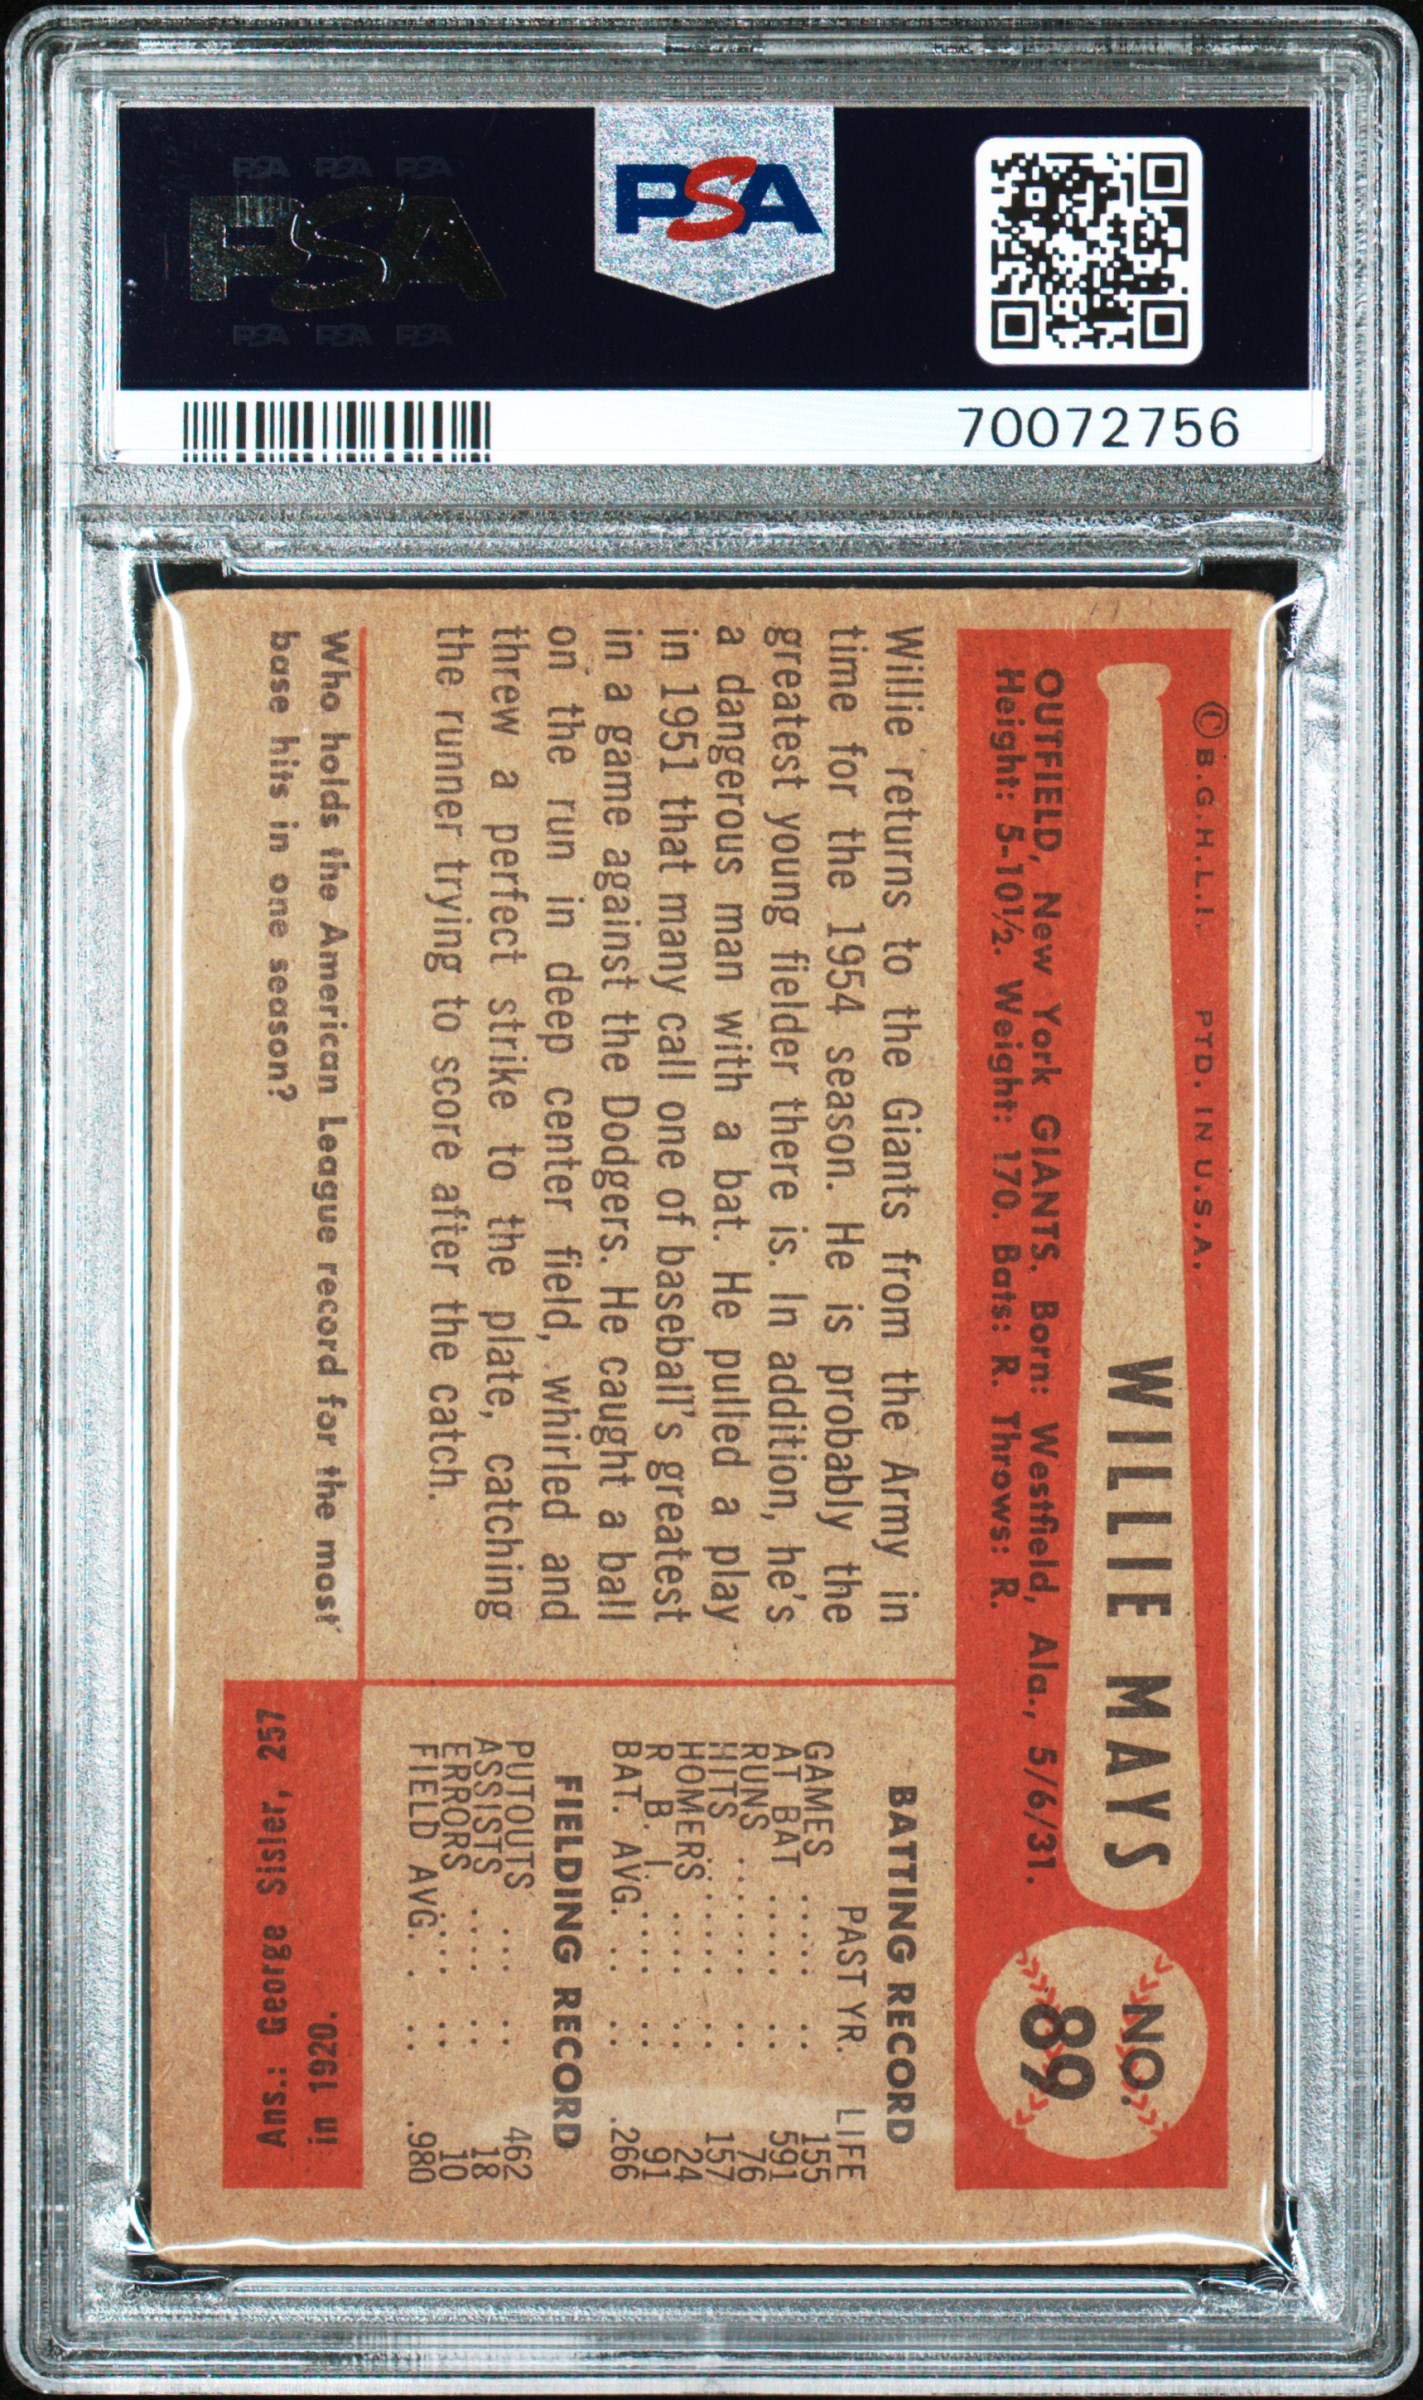 PSA PSA PSA
PSA
PSA PSA PSA
PSA
70072756
© B.G.H.L.I. PTD. IN U.S.A.
WILLIE MAYS
NO.
89
OUTFIELD, New York GIANTS. Born: Westfield, Ala., 5/6/31.
Height: 5-10½. Weight: 170. Bats: R. Throws: R.
Willie returns to the Giants from the Army in
time for the 1954 season. He is probably the
greatest young fielder there is. In addition, he's
a dangerous man with a bat. He pulled a play
in 1951 that many call one of baseball's greatest
in a game against the Dodgers. He caught a ball
on the run in deep center field, whirled and
threw a perfect strike to the plate, catching
the runner trying to score after the catch.
BATTING RECORD
PAST YR. LIFE
GAMES .... .. 155
AT BAT ..... .. 591
RUNS ...... .. 76
HITS ...... .. 157
HOMERS .... .. 24
R. B. I. .... .. 91
BAT. AVG. .. .. .266
FIELDING RECORD
PUTOUTS ... .. 462
ASSISTS .... .. 18
ERRORS .... .. 10
FIELD AVG. . .. .980
Who holds the American League record for the most
base hits in one season?
in 1920.
Ans.: George Sisler, 257